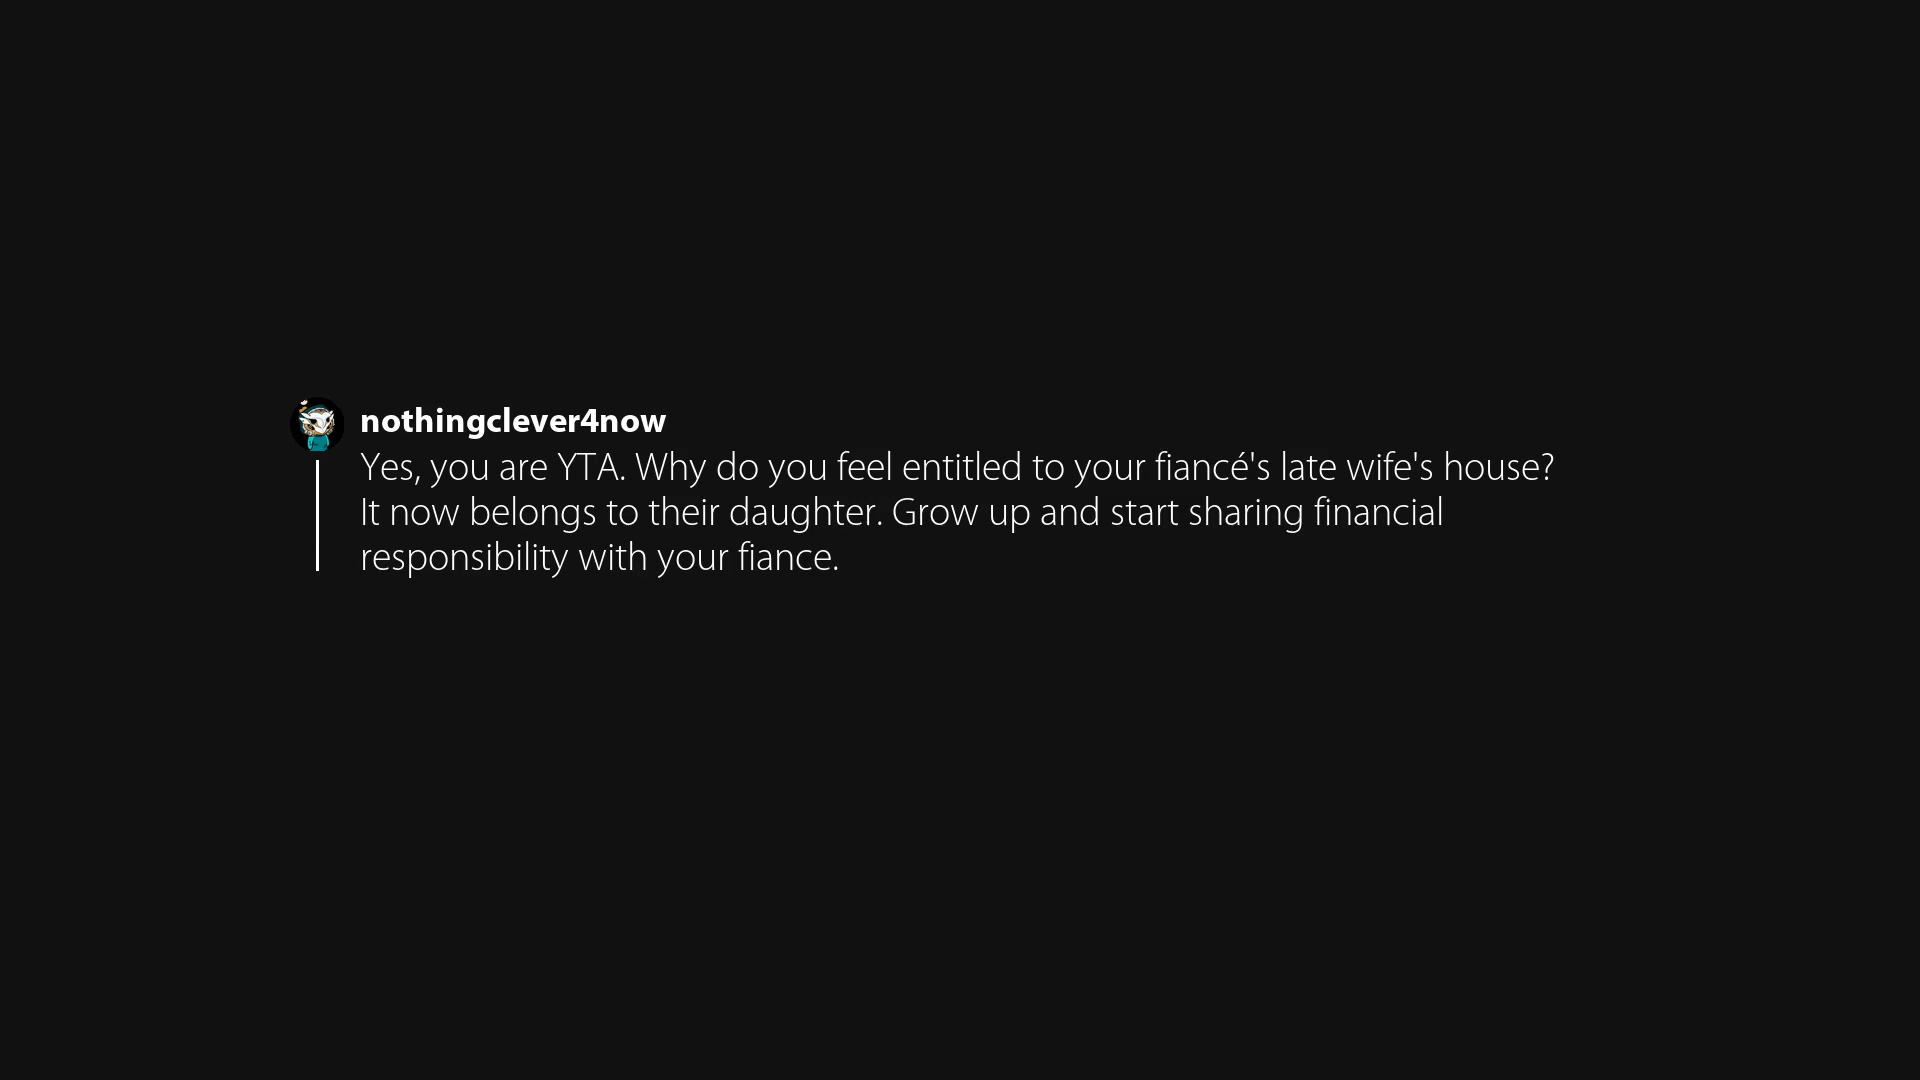 nothingclever4now
Yes, you are YTA. Why do you feel entitled to your fiancé's late wife's house?
It now belongs to their daughter. Grow up and start sharing financial
responsibility with your fiance.